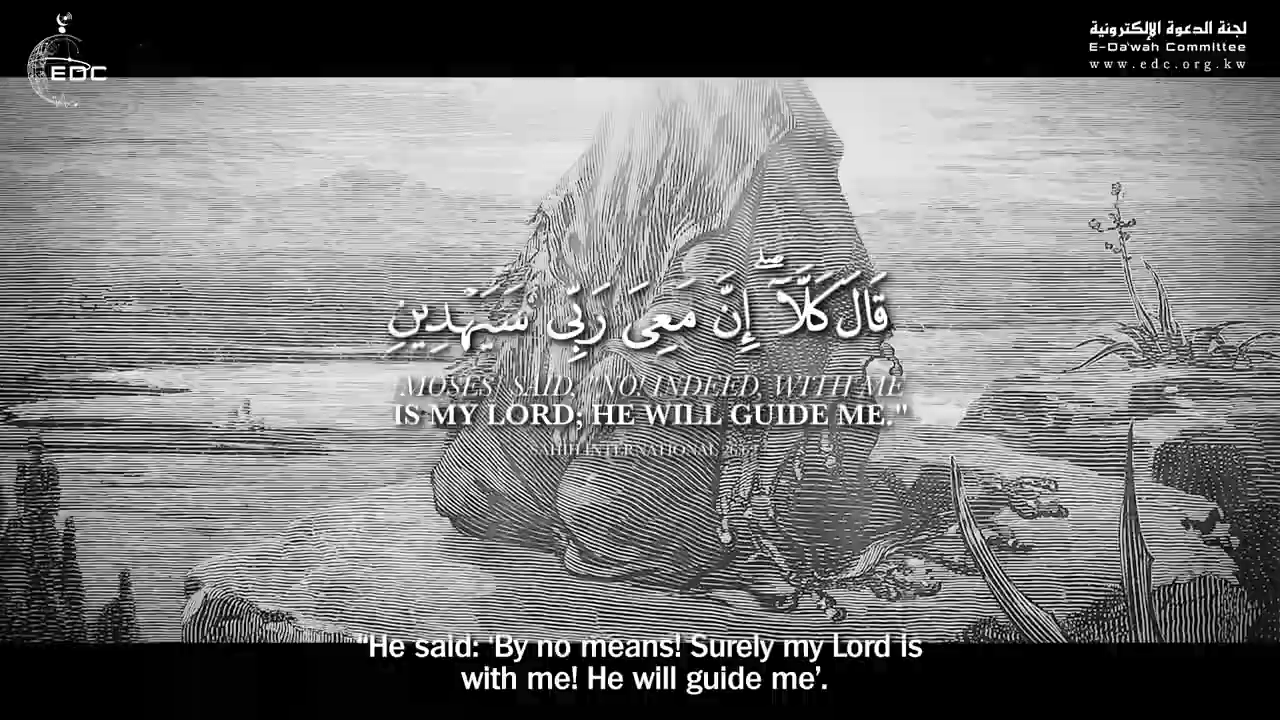 EDC
لجنة الدعوة الإلكترونية
E-Da'wah Committee
www.edc.org.kw
قَالَ كَلَّآ ۖ إِنَّ مَعِىَ رَبِّى سَيَهْدِينِ
MOSES SAID, "NO! INDEED, WITH ME
IS MY LORD; HE WILL GUIDE ME."
SAHIH INTERNATIONAL
"He said: 'By no means! Surely my Lord is
with me! He will guide me'.